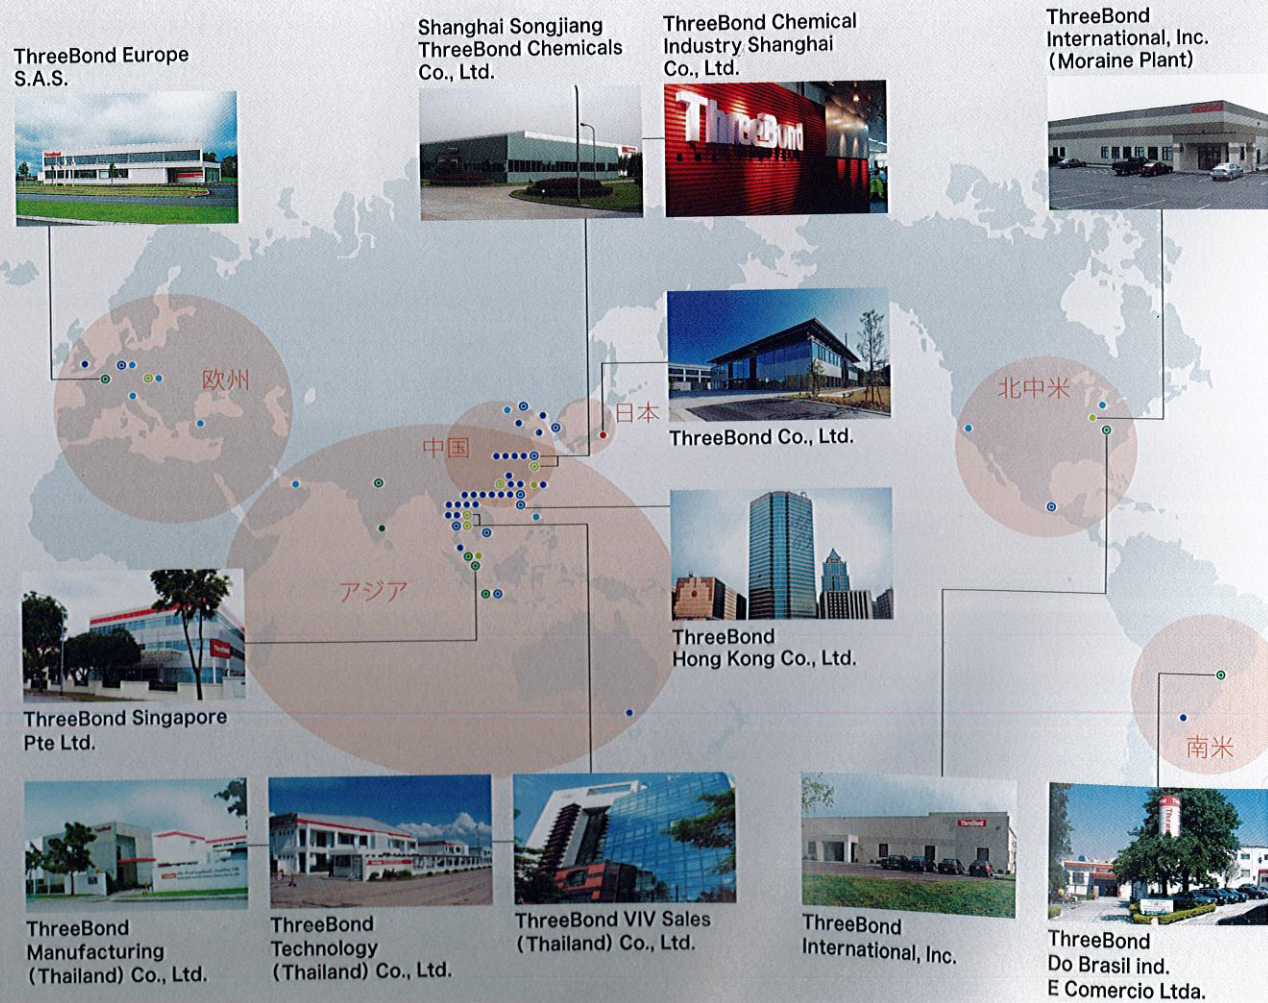 ThreeBond Europe
S.A.S.
Shanghai Songjiang
ThreeBond Chemicals
Co., Ltd.
ThreeBond Chemical
Industry Shanghai
Co., Ltd.
ThreeBond
International, Inc.
(Moraine Plant)
ThreeBond
欧州
中国
日本
北中米
ThreeBond Co., Ltd.
アジア
ThreeBond
Hong Kong Co., Ltd.
ThreeBond Singapore
Pte Ltd.
南米
ThreeBond
Manufacturing
(Thailand) Co., Ltd.
ThreeBond
Technology
(Thailand) Co., Ltd.
ThreeBond VIV Sales
(Thailand) Co., Ltd.
ThreeBond
ThreeBond
International, Inc.
ThreeBond
Do Brasil ind.
E Comercio Ltda.